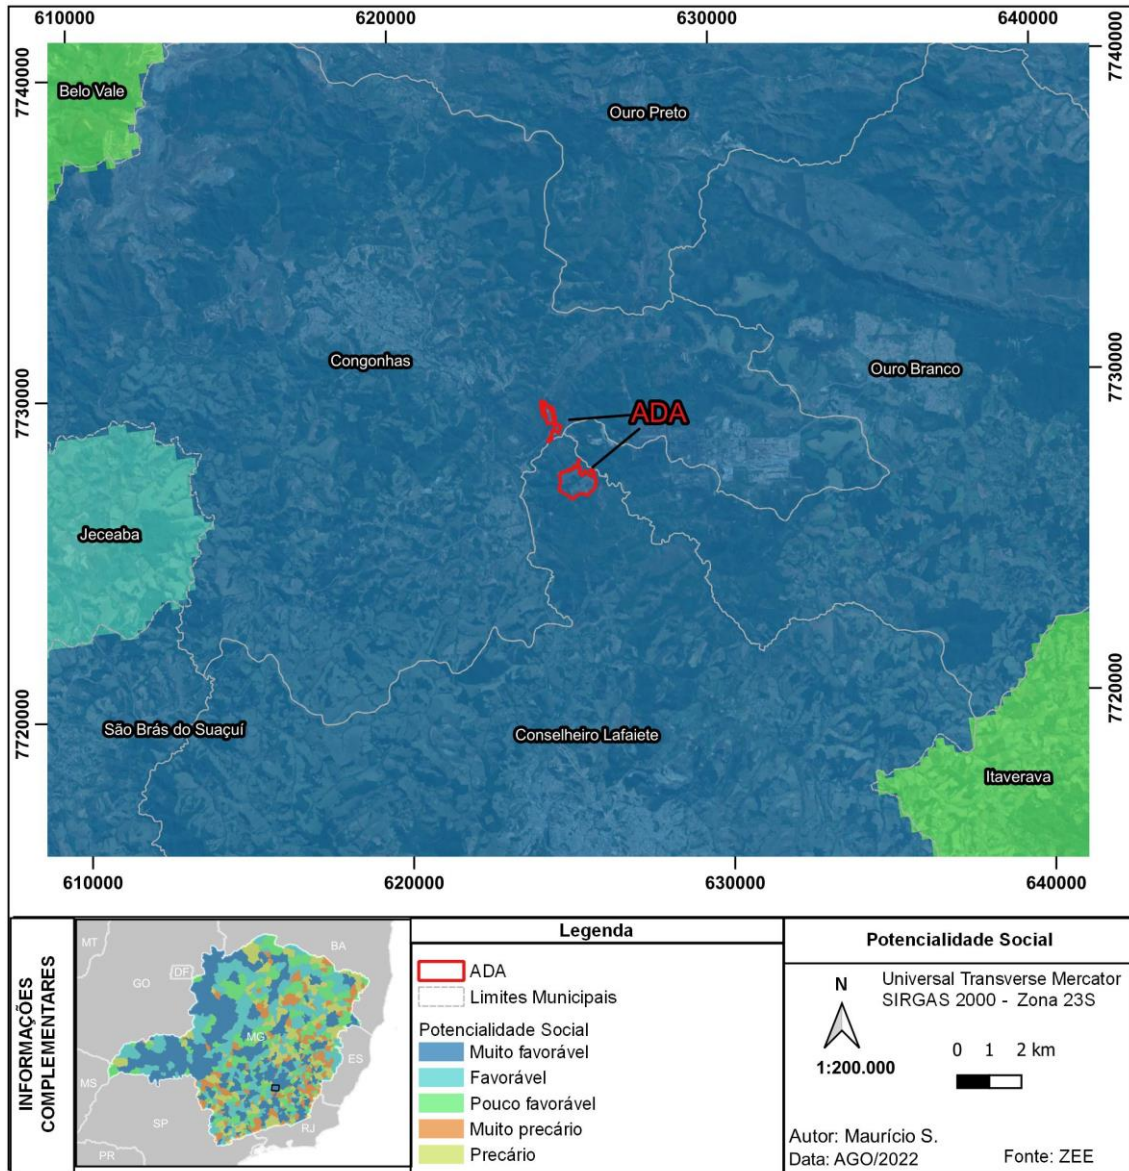 610000
620000
630000
640000
7740000
7740000
Belo Vale
Ouro Preto
Congonhas
Ouro Branco
7730000
7730000
ADA
Jeceaba
7720000
7720000
São Brás do Suaçuí
Conselheiro Lafaiete
Itaverava
610000
620000
630000
640000
INFORMAÇÕES
COMPLEMENTARES
MT
BA
GO
DF
MG
ES
MS
SP
RJ
PR
Legenda
ADA
Limites Municipais
Potencialidade Social
Muito favorável
Favorável
Pouco favorável
Muito precário
Precário
Potencialidade Social
N
Universal Transverse Mercator
SIRGAS 2000 - Zona 23S
1:200.000
0 1 2 km
Autor: Maurício S.
Data: AGO/2022
Fonte: ZEE